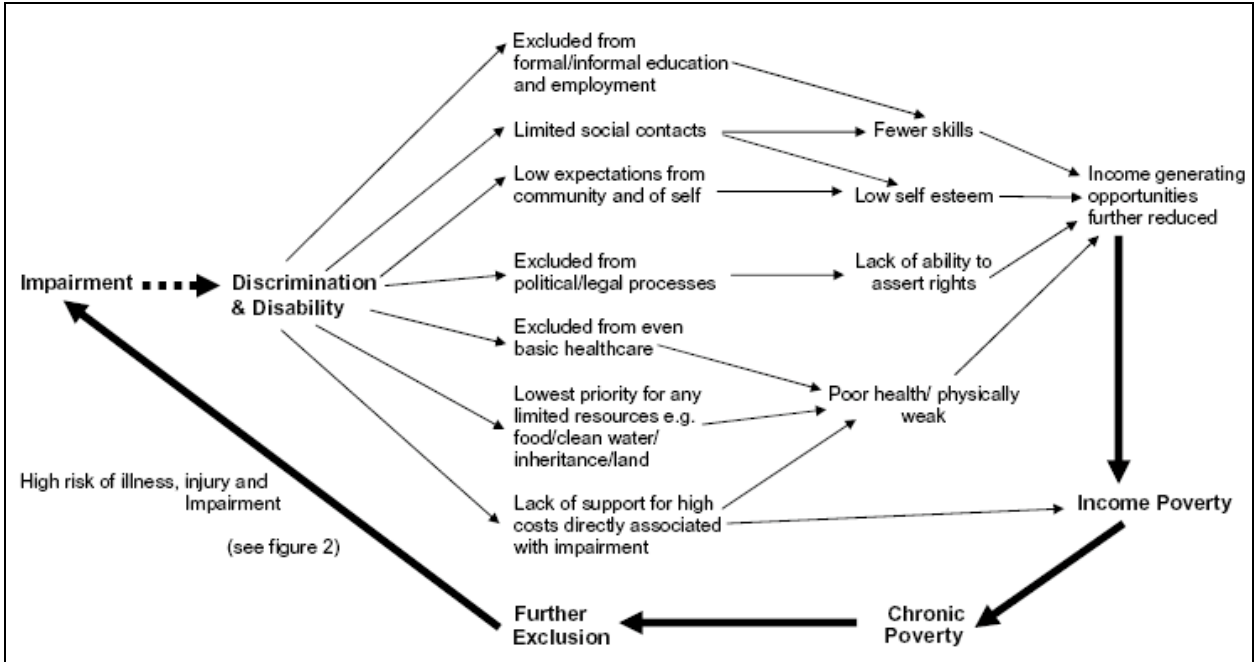 Excluded from
formal/informal education
and employment
Limited social contacts
Fewer skills
Low expectations from
community and of self
Low self esteem
Income generating
opportunities
further reduced
Impairment
Discrimination
& Disability
Excluded from
political/legal processes
Lack of ability to
assert rights
Excluded from even
basic healthcare
Lowest priority for any
limited resources e.g.
food/clean water/
inheritance/land
Poor health/ physically
weak
High risk of illness, injury and
Impairment
(see figure 2)
Lack of support for high
costs directly associated
with impairment
Income Poverty
Further
Exclusion
Chronic
Poverty